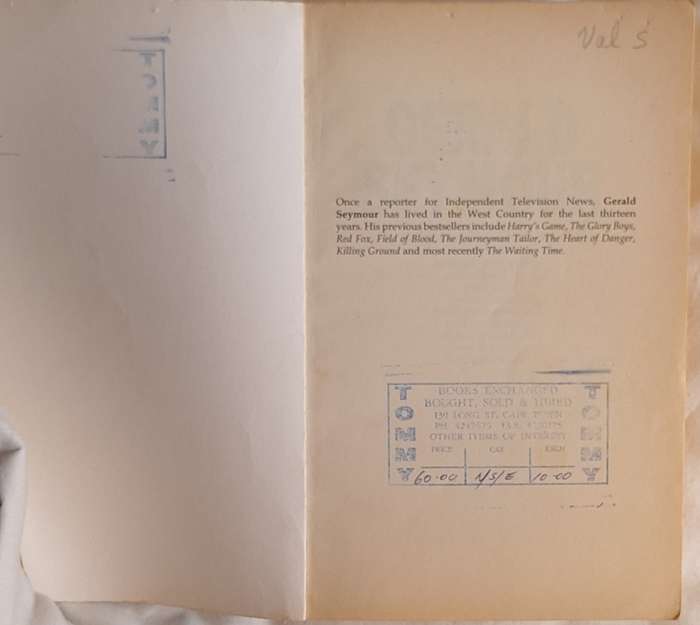 TOMMY
Val S
Once a reporter for Independent Television News, Gerald
Seymour has lived in the West Country for the last thirteen
years. His previous bestsellers include Harry's Game, The Glory Boys,
Red Fox, Field of Blood, The Journeyman Tailor, The Heart of Danger,
Killing Ground and most recently The Waiting Time.
TOMMY
BOOKS EXCHANGED
BOUGHT, SOLD & HIRED
LONG ST. CAPE TOWN
PH.
OTHER ITEMS OF INTEREST
PRICE CAT EXCH
60-00 N/S/E 10-00
TOMMY